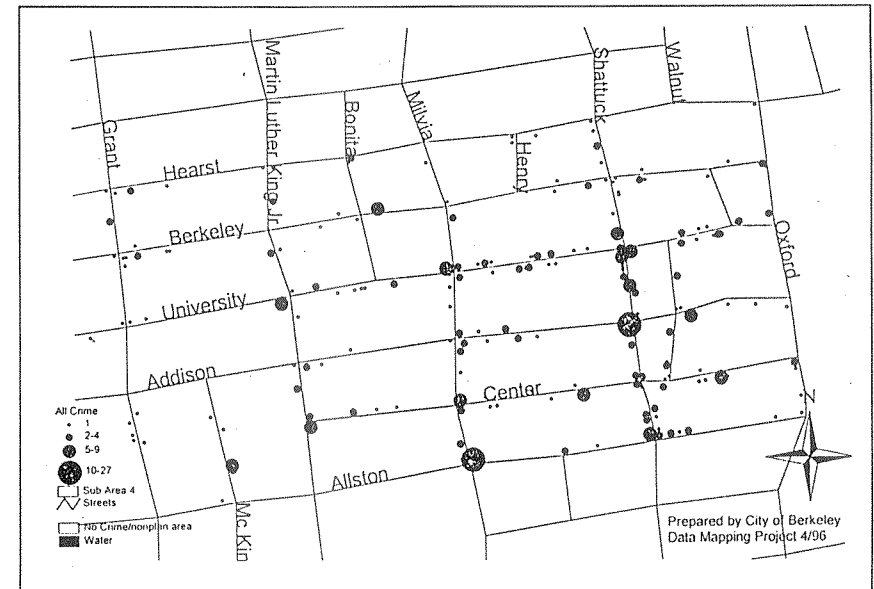 Martin Luther King Jr.
Shattuck
Walnut
Milvia
Bonita
Grant
Henry
Hearst
Berkeley
Oxford
University
Addison
Center
All Crime
1
2-4
5-9
10-27
Sub Area 4
Streets
No Crime/nonplan area
Water
Allston
Mc Kin
N
Prepared by City of Berkeley
Data Mapping Project 4/96